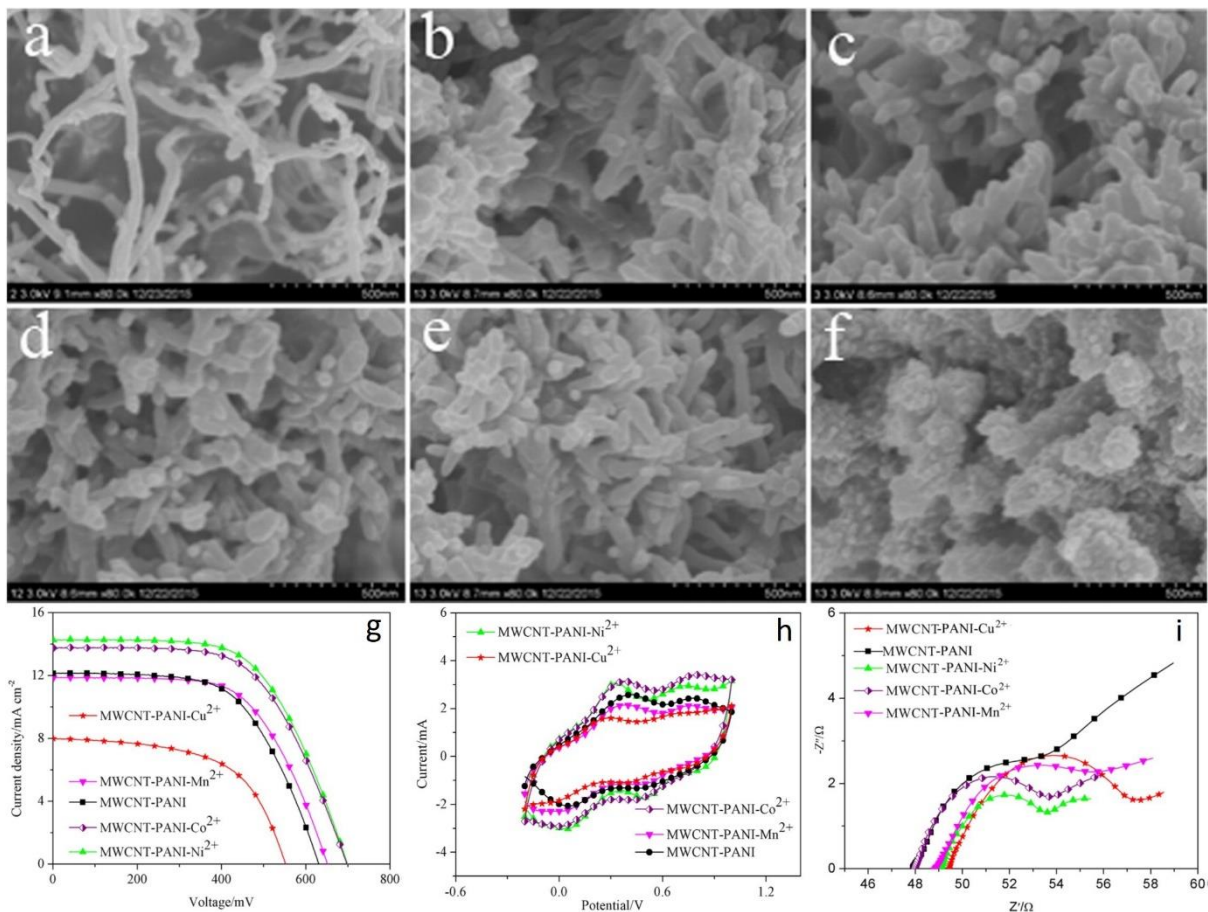 a
b
c
2 3.0kV 9.1mm x80.0k 12/23/2015 500nm
13 3.0kV 8.7mm x80.0k 12/22/2015 500nm
3 3.0kV 8.6mm x80.0k 12/22/2015 500nm
d
e
f
12 3.0kV 8.6mm x80.0k 12/22/2015 500nm
13 3.0kV 8.7mm x80.0k 12/22/2015 500nm
13 3.0kV 8.8mm x80.0k 12/22/2015 500nm
g
Current density/mA cm⁻²
16
12
8
4
0
MWCNT-PANI-Cu²⁺
MWCNT-PANI-Mn²⁺
MWCNT-PANI
MWCNT-PANI-Co²⁺
MWCNT-PANI-Ni²⁺
0 200 400 600 800
Voltage/mV
h
Current/mA
6
4
2
0
-2
-4
MWCNT-PANI-Ni²⁺
MWCNT-PANI-Cu²⁺
MWCNT-PANI-Co²⁺
MWCNT-PANI-Mn²⁺
MWCNT-PANI
-0.6 0.0 0.6 1.2
Potential/V
i
-Z''/Ω
6
4
2
0
MWCNT-PANI-Cu²⁺
MWCNT-PANI
MWCNT-PANI-Ni²⁺
MWCNT-PANI-Co²⁺
MWCNT-PANI-Mn²⁺
46 48 50 52 54 56 58 60
Z'/Ω